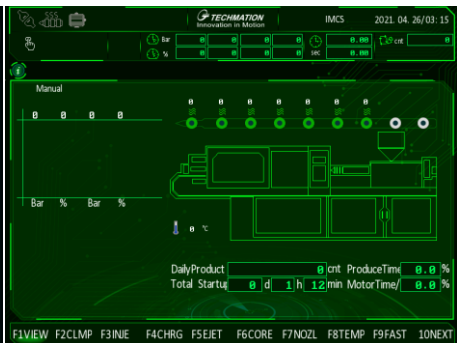 TECHMATION IMCS 2021. 04. 26/03: 15
Innovation in Motion
Bar 0 0 0 0 0.00 cnt 0
% 0 0 0 0 sec 0.00
Manual
0 0 0 0
0 0 0 0 0 0 0
Bar % Bar %
0 °C
DailyProduct 0 cnt ProduceTime 0.0 %
Total Startup 0 d 1 h 12 min MotorTime/ 0.0 %
F1VIEW F2CLMP F3INJE F4CHRG F5EJET F6CORE F7NOZL F8TEMP F9FAST 10NEXT